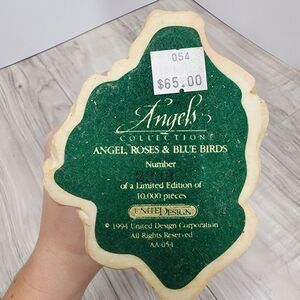 054
$65.00
Angels
COLLECTION
ANGEL, ROSES & BLUE BIRDS
Number
of a Limited Edition of
10,000 pieces
UNITED DESIGN
© 1994 United Design Corporation
All Rights Reserved
AA-054